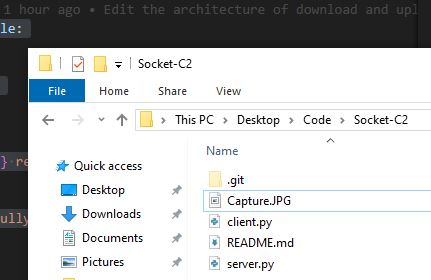 1 hour ago • Edit the architecture of download and upl
le:
Socket-C2
File Home Share View
This PC > Desktop > Code > Socket-C2
} re
ully
Quick access
Desktop
Downloads
Documents
Pictures
Name
.git
Capture.JPG
client.py
README.md
server.py